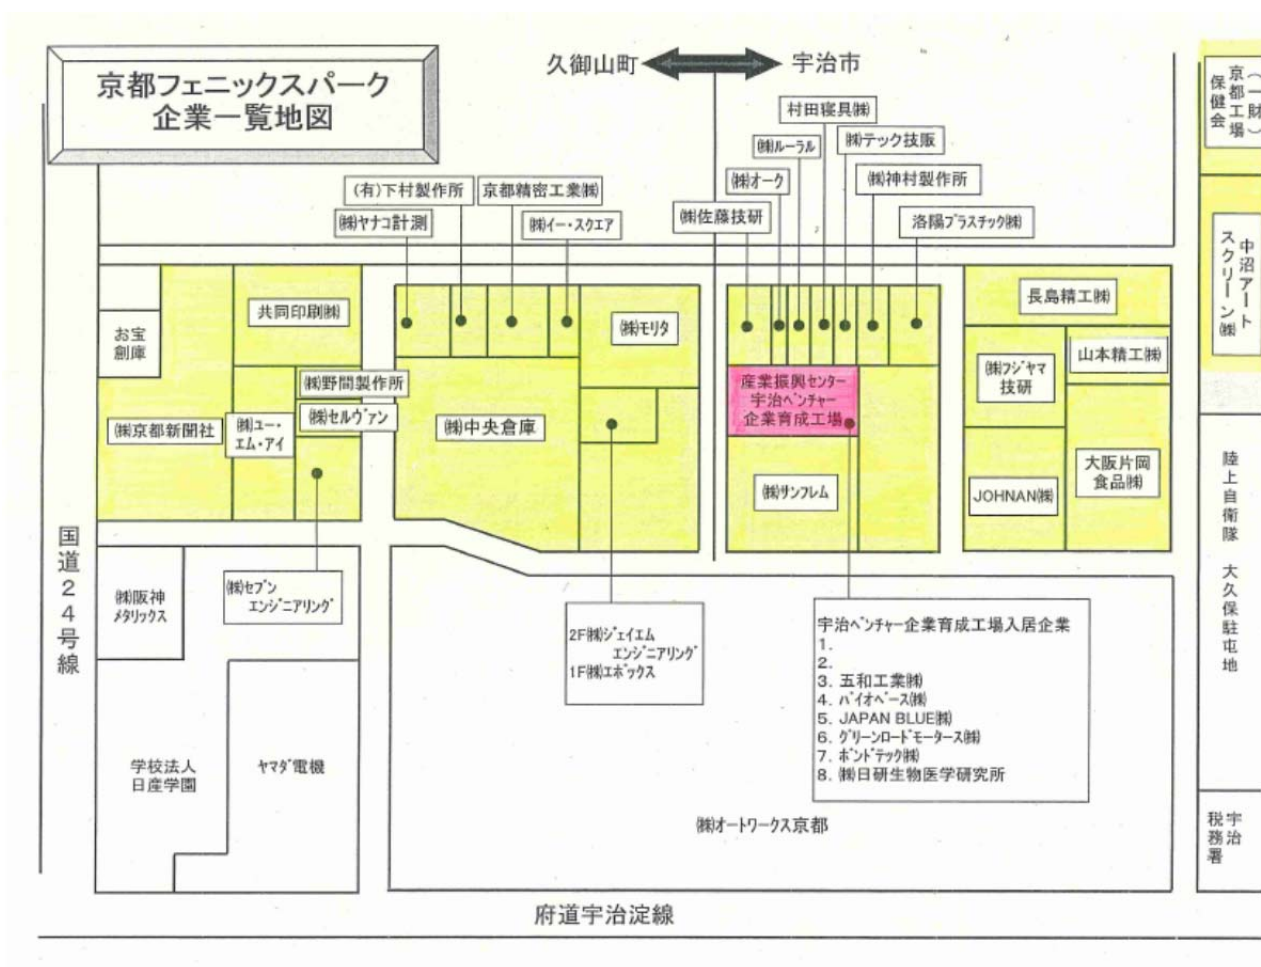 京都フェニックスパーク
企業一覧地図
久御山町
宇治市
村田寝具㈱
㈱テック技販
㈱ルーラル
㈱オーク
㈱神村製作所
㈱佐藤技研
洛陽プラスチック㈱
(有)下村製作所
京都精密工業㈱
㈱ヤナコ計測
㈱イー・スクエア
お宝
創庫
共同印刷㈱
㈱京都新聞社
㈱ユー・
エム・アイ
㈱野間製作所
㈱セルヴァン
㈱中央倉庫
㈱モリタ
産業振興センター
宇治ベンチャー
企業育成工場
㈱サンフレム
長島精工㈱
㈱フジヤマ
技研
山本精工㈱
JOHNAN㈱
大阪片岡
食品㈱
(一財)
京都工場
保健会
中沼アート
スクリーン㈱
陸上自衛隊 大久保駐屯地
宇治
税務署
国道24号線
㈱阪神
メタリックス
㈱セブン
エンジニアリング
2F㈱ジェイエム
エンジニアリング
1F㈱エボックス
宇治ベンチャー企業育成工場入居企業
1.
2.
3. 五和工業㈱
4. バイオベース㈱
5. JAPAN BLUE㈱
6. グリーンロードモータース㈱
7. ボンドテック㈱
8. ㈱日研生物医学研究所
学校法人
日産学園
ヤマダ電機
㈱オートワークス京都
府道宇治淀線